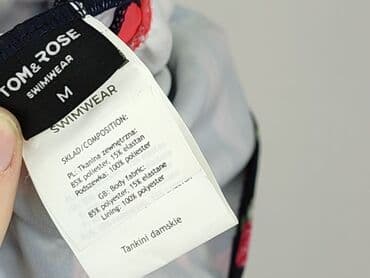 TOM&ROSE
SWIMWEAR
M
SWIMWEAR
SKŁAD/COMPOSITION:
PL: Tkanina zewnętrzna:
85% poliester, 15% elastan
Podszewka: 100% poliester
GB: Body fabric:
85% polyester, 15% elastane
Lining: 100% polyester
Tankini damskie